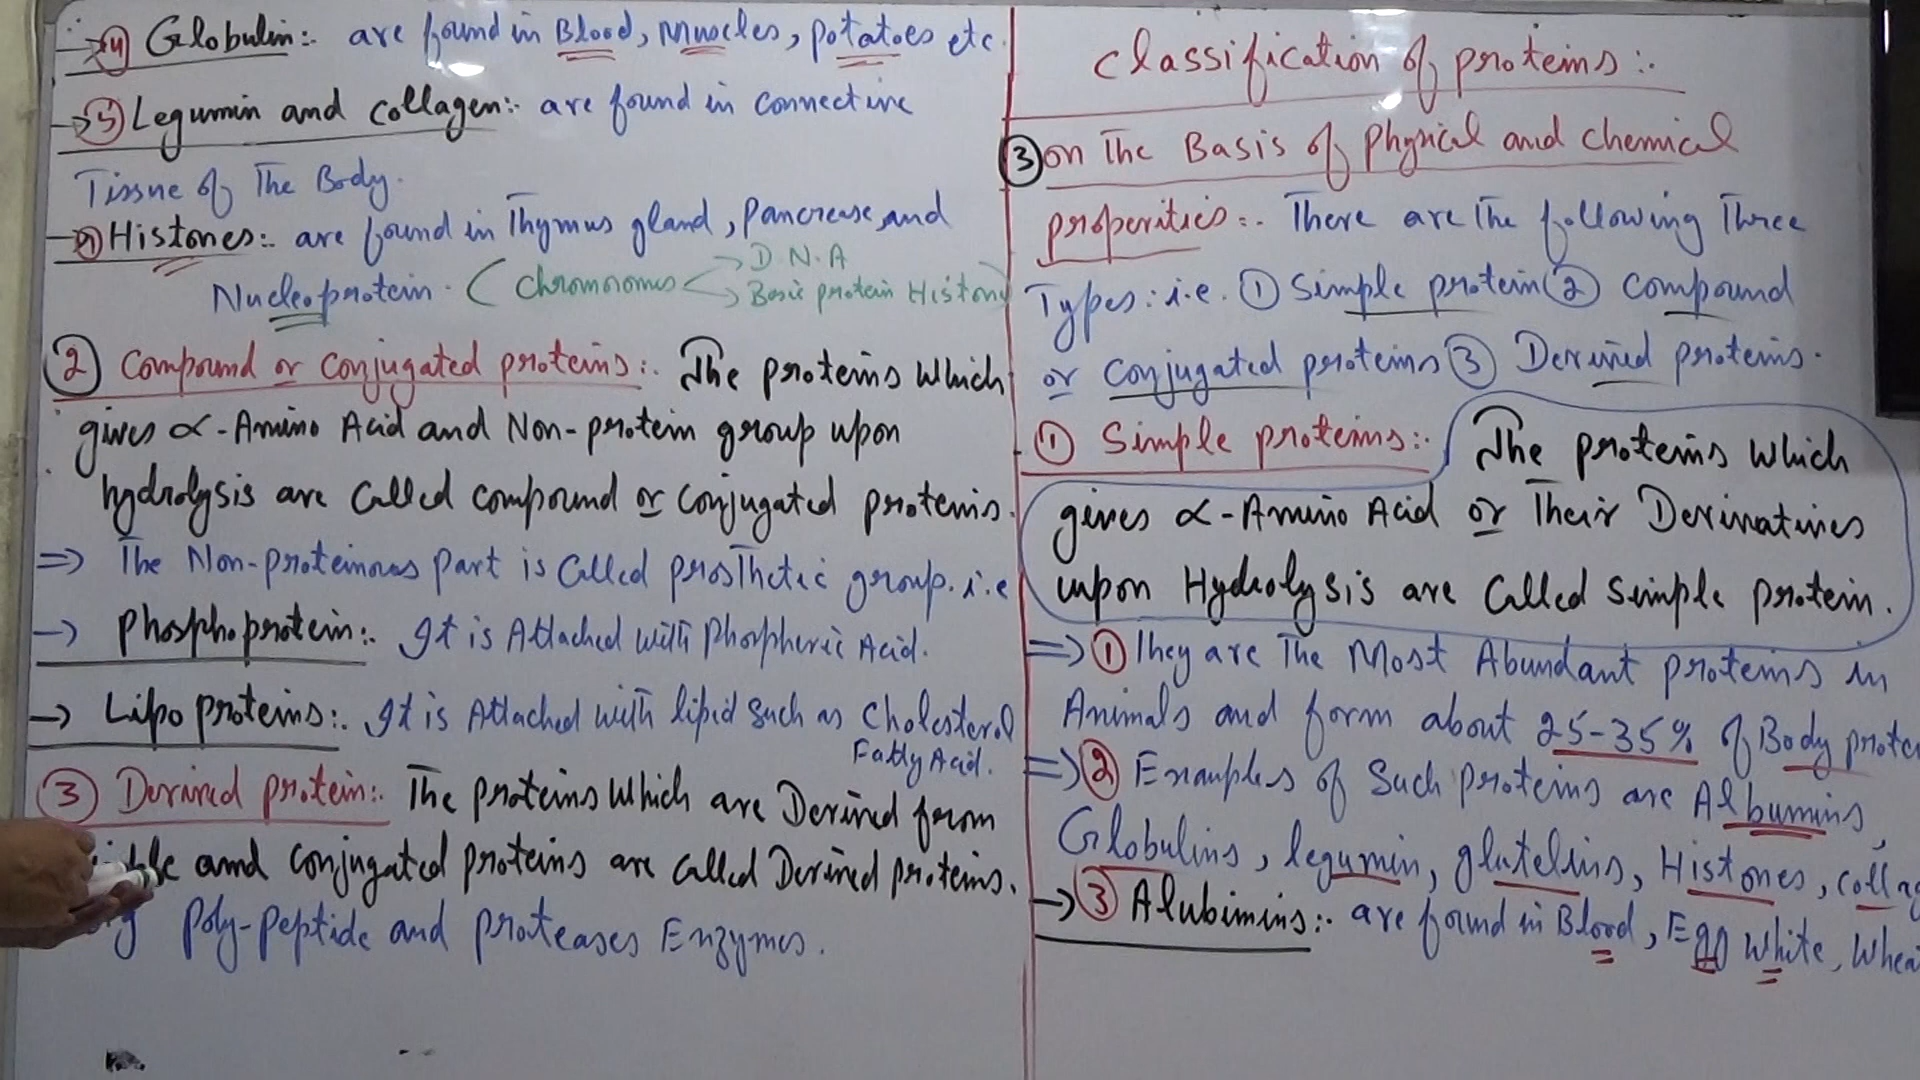 Classification of proteins:-
③ on The Basis of Physical and chemical
properities:-. There are The following Three
Types: i.e. ① Simple protein ② Compound
or Conjugated proteins ③ Derived proteins.
① Simple proteins:- The proteins which
gives α-Amino Acid or Their Derivatives
upon Hydrolysis are Called Simple protein.
=> ① They are The Most Abundant proteins in
Animals and form about 25-35% of Body
=> ② Examples of Such proteins are Albumins,
Globulins, legumin, glutelins, Histones,
-> ③ Alubimins:- are found in Blood, Egg white,
-> ④ Globulin:- are found in Blood, Muscles, potatoes etc.
-> ⑤ Legumin and collagen:- are found in Connective
Tissue of The Body.
-> Histones:- are found in Thymus gland, Pancrease, and
Nucleoprotein. ( Chromosomes -> D.N.A
-> Basic protein Histone)
② Compound or Conjugated proteins:- The proteins which
gives α-Amino Acid and Non-protein group upon
hydrolysis are Called compound or Conjugated proteins.
=> The Non-proteinous Part is Called prosthetic group. i.e
-> Phosphoprotein:- It is Attached with Phospheric Acid.
-> Lipo proteins:- It is Attached with lipid Such as Cholesterol
Fatty Acid.
③ Derived protein:- The proteins which are Derived from
and Conjugated proteins are called Derived proteins.
Poly-peptide and proteases Enzymes.